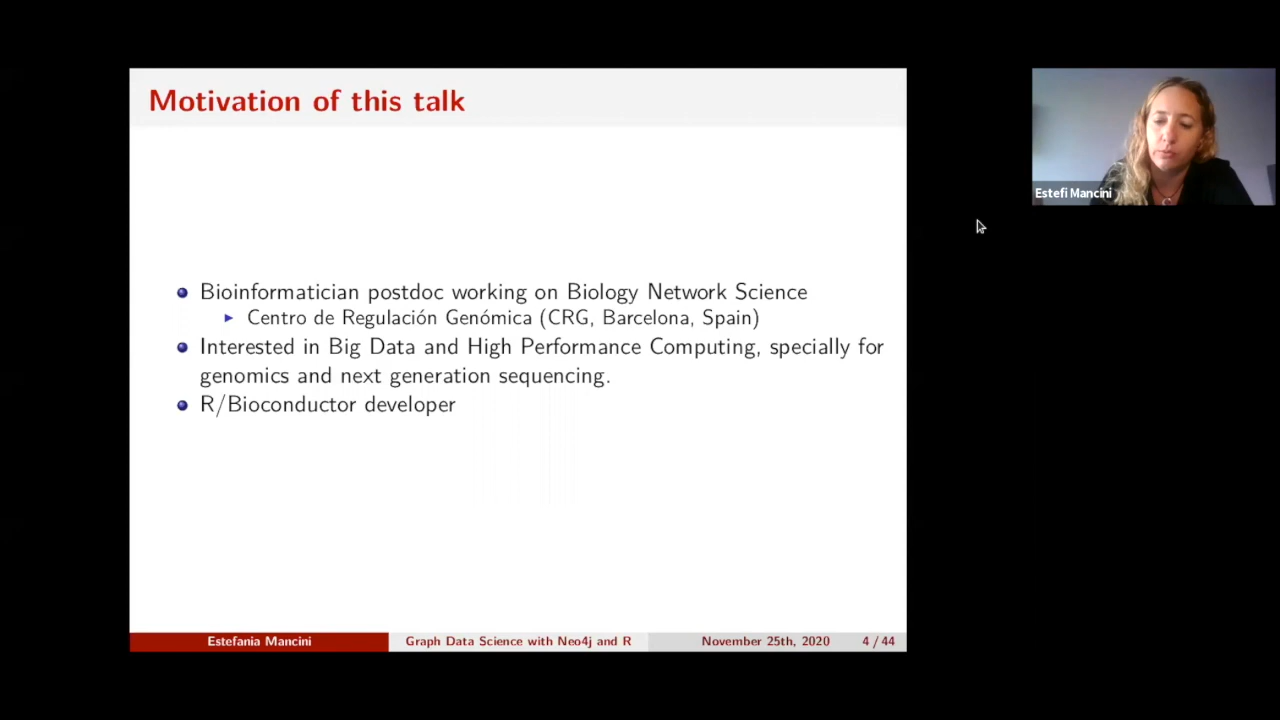 Motivation of this talk
Estefi Mancini
Bioinformatician postdoc working on Biology Network Science
Centro de Regulación Genómica (CRG, Barcelona, Spain)
Interested in Big Data and High Performance Computing, specially for
genomics and next generation sequencing.
R/Bioconductor developer
Estefania Mancini
Graph Data Science with Neo4j and R
November 25th, 2020
4 / 44